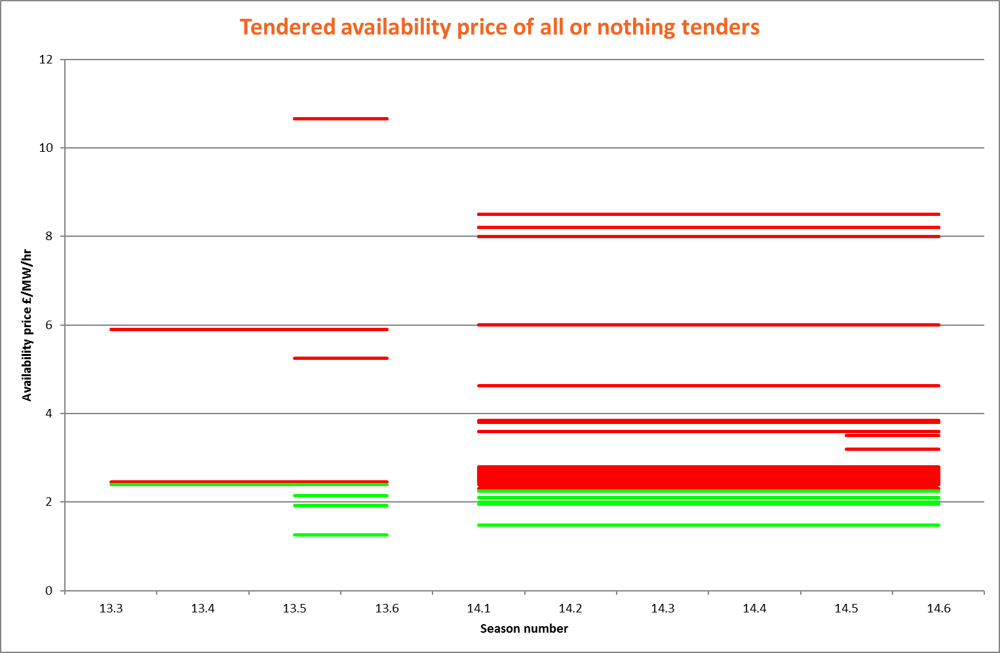 Tendered availability price of all or nothing tenders
12
10
8
6
4
2
0
Availability price £/MW/hr
13.3 13.4 13.5 13.6 14.1 14.2 14.3 14.4 14.5 14.6
Season number